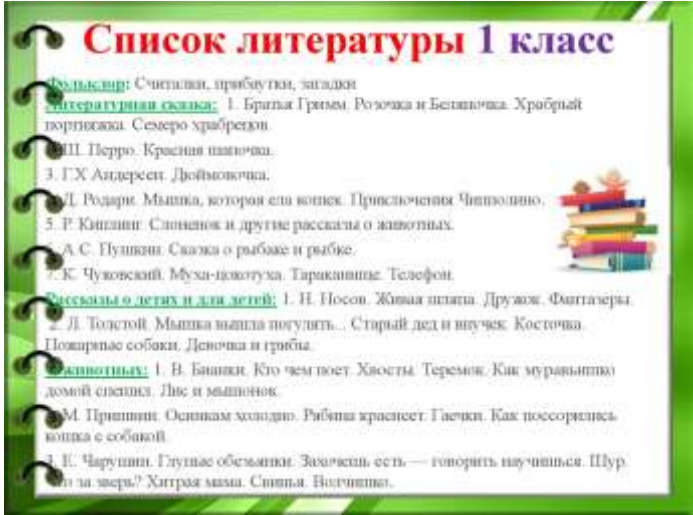 Список литературы 1 класс
Фольклор: Считалки, прибаутки, загадки
Литературная сказка: 1. Братья Гримм. Розочка и Беляночка. Храбрый
портняжка. Семеро храбрецов.
Ш. Перро. Красная шапочка.
3. Г.Х Андерсен. Дюймовочка.
Д. Родари. Мышка, которая ела кошек. Приключения Чипполино.
5. Р. Киплинг. Слоненок и другие рассказы о животных.
А.С. Пушкин. Сказка о рыбаке и рыбке.
7. К. Чуковский. Муха-цокотуха. Тараканище. Телефон.
Рассказы о детях и для детей: 1. Н. Носов. Живая шляпа. Дружок. Фантазеры.
2. Л. Толстой. Мышка вышла погулять... Старый дед и внучек. Косточка.
Пожарные собаки. Девочка и грибы.
О животных: 1. В. Бианки. Кто чем поет. Хвосты. Теремок. Как муравьишко
домой спешил. Лис и мышонок.
М. Пришвин. Осинкам холодно. Рябина краснеет. Гаечки. Как поссорились
кошка с собакой.
3. Е. Чарушин. Глупые обезьянки. Захочешь есть — говорить научишься. Щур.
Что за зверь? Хитрая мама. Свинья. Волчишко.